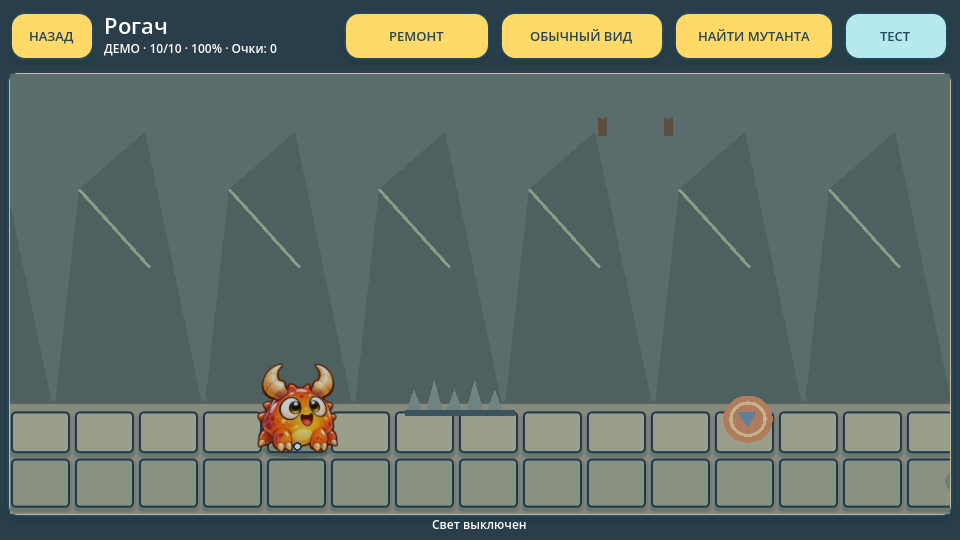 НАЗАД
Рогач
ДЕМО · 10/10 · 100% · Очки: 0
РЕМОНТ
ОБЫЧНЫЙ ВИД
НАЙТИ МУТАНТА
ТЕСТ
Свет выключен